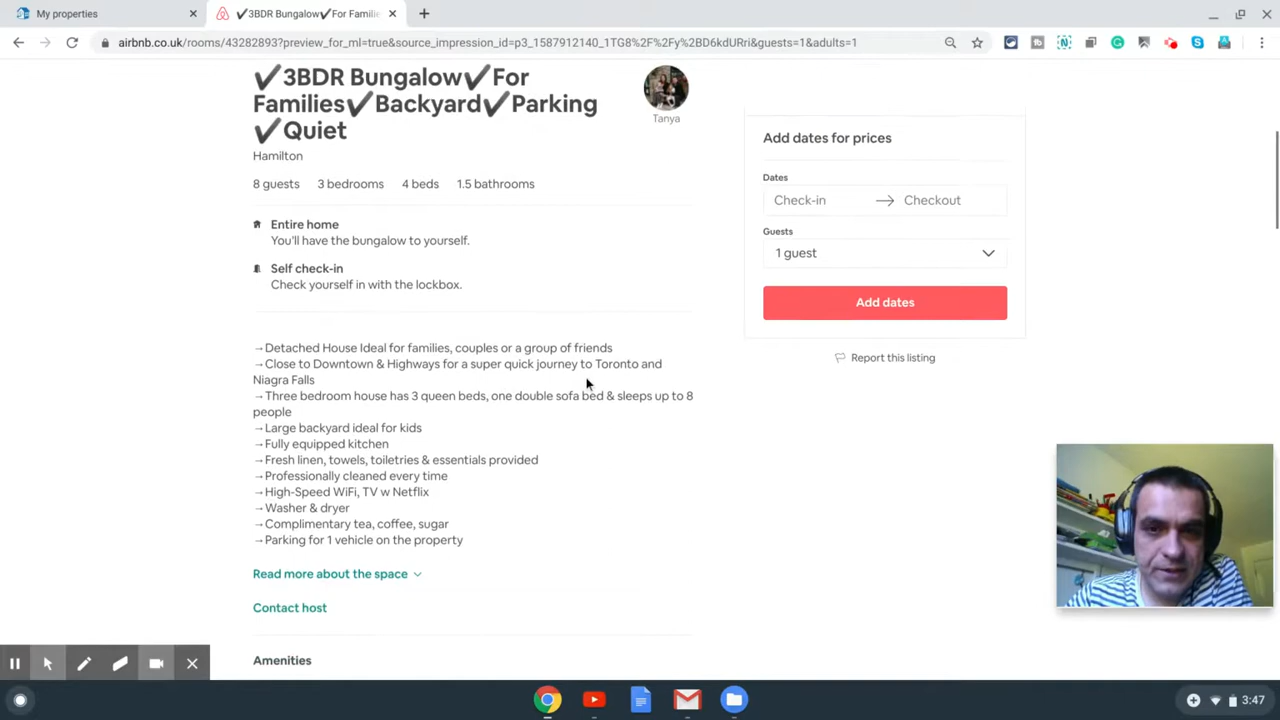 My properties
✔3BDR Bungalow✔For Familie
airbnb.co.uk/rooms/43282893?preview_for_ml=true&source_impression_id=p3_1587912140_1TG8%2F%2Fy%2BD6kdURri&guests=1&adults=1
✔3BDR Bungalow✔For
Families✔Backyard✔Parking
✔Quiet
Tanya
Hamilton
8 guests 3 bedrooms 4 beds 1.5 bathrooms
Entire home
You'll have the bungalow to yourself.
Self check-in
Check yourself in with the lockbox.
→Detached House Ideal for families, couples or a group of friends
→Close to Downtown & Highways for a super quick journey to Toronto and
Niagra Falls
→Three bedroom house has 3 queen beds, one double sofa bed & sleeps up to 8
people
→Large backyard ideal for kids
→Fully equipped kitchen
→Fresh linen, towels, toiletries & essentials provided
→Professionally cleaned every time
→High-Speed WiFi, TV w Netflix
→Washer & dryer
→Complimentary tea, coffee, sugar
→Parking for 1 vehicle on the property
Read more about the space
Contact host
Amenities
Add dates for prices
Dates
Check-in → Checkout
Guests
1 guest
Add dates
Report this listing
3:47